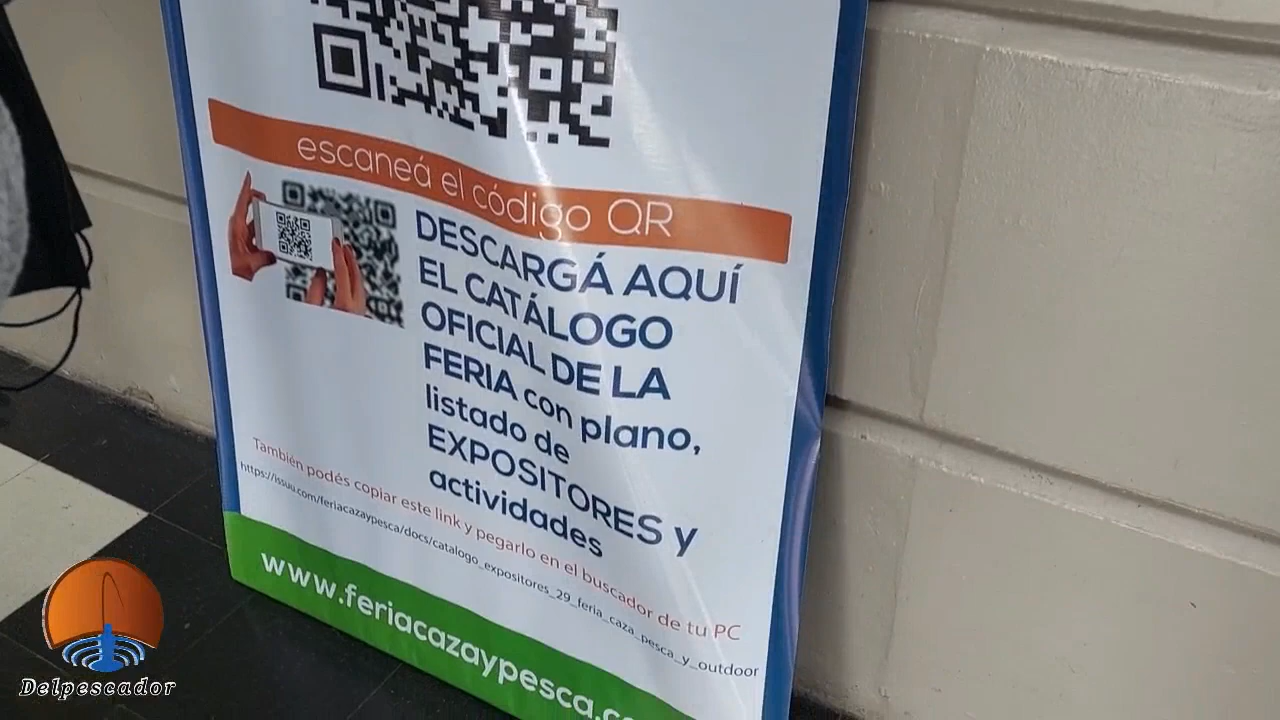 escaneá el código QR
DESCARGÁ AQUÍ
EL CATÁLOGO
OFICIAL DE LA
FERIA con plano,
listado de
EXPOSITORES y
actividades
También podés copiar este link y pegarlo en el buscador de tu PC
https://issuu.com/feriacazaypesca/docs/catalogo_expositores_29_feria_caza_pesca_y_outdoor
www.feriacazaypesca.c
Delpescador